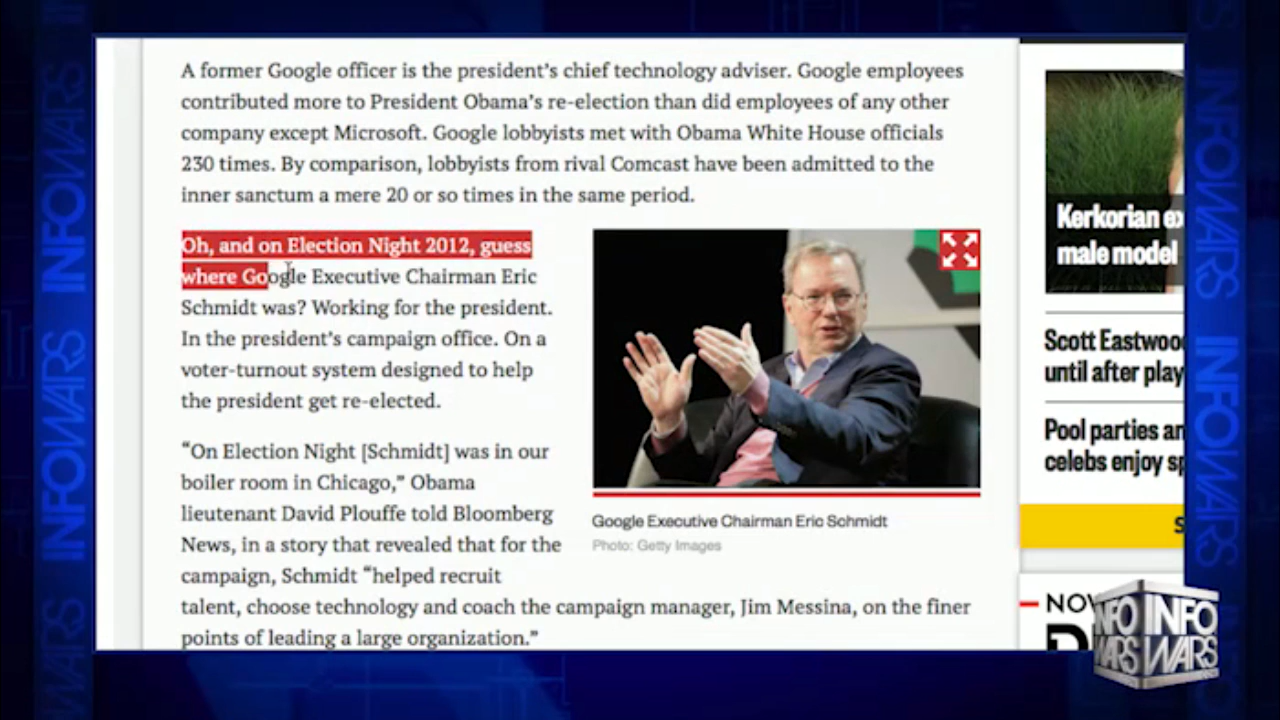 A former Google officer is the president's chief technology adviser. Google employees
contributed more to President Obama's re-election than did employees of any other
company except Microsoft. Google lobbyists met with Obama White House officials
230 times. By comparison, lobbyists from rival Comcast have been admitted to the
inner sanctum a mere 20 or so times in the same period.
Oh, and on Election Night 2012, guess
where Google Executive Chairman Eric
Schmidt was? Working for the president.
In the president's campaign office. On a
voter-turnout system designed to help
the president get re-elected.
“On Election Night [Schmidt] was in our
boiler room in Chicago,” Obama
lieutenant David Plouffe told Bloomberg
News, in a story that revealed that for the
campaign, Schmidt “helped recruit
talent, choose technology and coach the campaign manager, Jim Messina, on the finer
points of leading a large organization.”
Google Executive Chairman Eric Schmidt
Photo: Getty Images
Kerkorian ex
male model
Scott Eastwood
until after play
Pool parties an
celebs enjoy sp
S
NOW
INFO
WARS
INFO
WARS
INFOWARS
INFOWARS
INFOWARS
INFOWARS